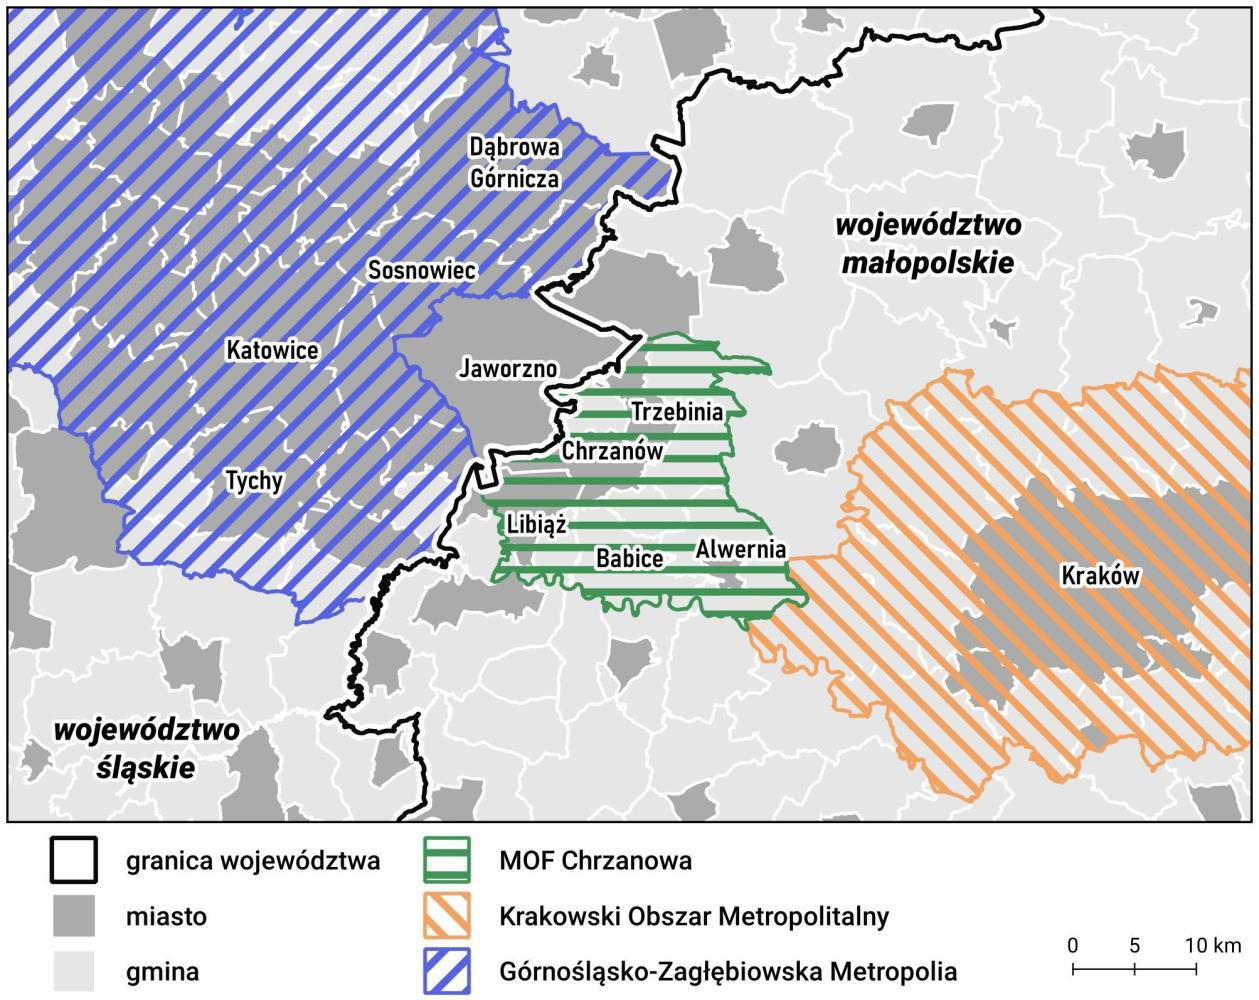 Dąbrowa
Górnicza
województwo
małopolskie
Sosnowiec
Katowice
Jaworzno
Trzebinia
Chrzanów
Tychy
Libiąż
Babice
Alwernia
Kraków
województwo
śląskie
granica województwa
miasto
gmina
MOF Chrzanowa
Krakowski Obszar Metropolitalny
Górnośląsko-Zagłębiowska Metropolia
0 5 10 km